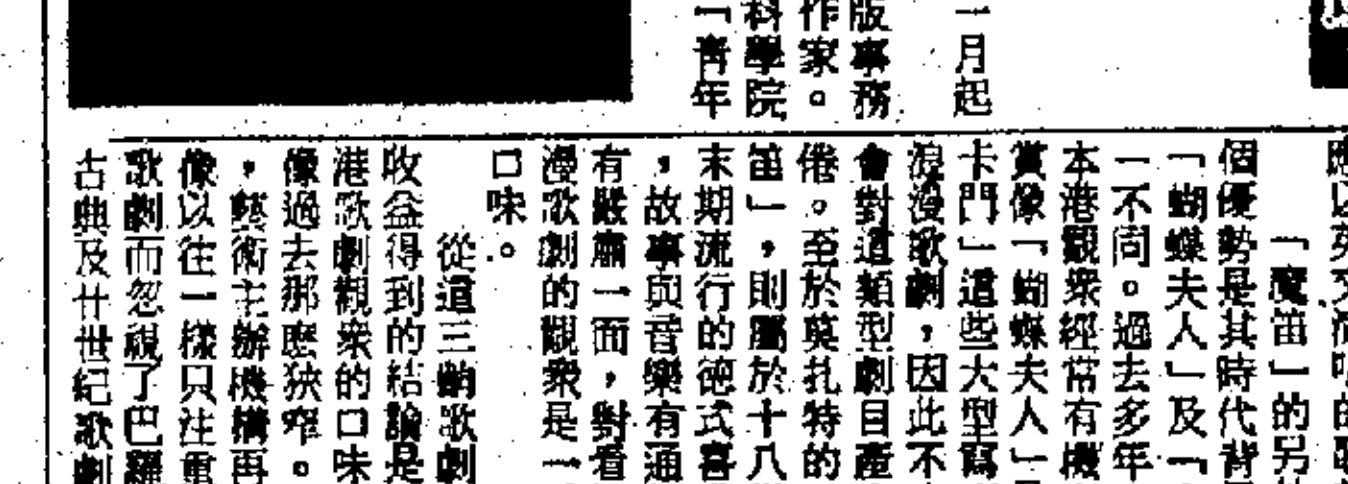 一月起
版事務
作家。
科學院
「青年
「魔笛」的另
個優勢是其時代背
「蝴蝶夫人」及「
一不同。過去多年
本港觀衆經常有機
賞像「蝴蝶夫人」
卡門」這些大型寫
浪漫歌劇,因此不
會對這類型劇目產
倦。至於莫扎特的
笛」,則屬於十八
末期流行的德式喜
,故事與音樂有通
有嚴肅一面,對看
漫歌劇的觀衆是一
口味。
從這三齣歌劇
收益得到的結論是
港歌劇觀衆的口味
像過去那麽狹窄。
,藝術主辦機構再
像以往一樣只注重
歌劇而忽視了巴羅
古典及廿世紀歌劇